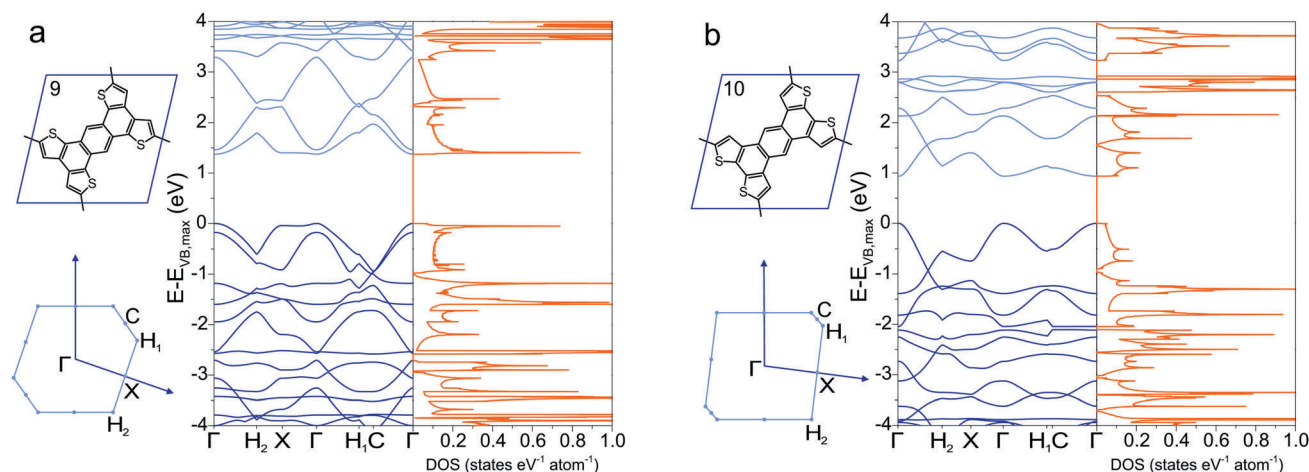 a
9
S
S
S
S
E-E_VB,max (eV)
4
3
2
1
0
-1
-2
-3
-4
Γ H₂ X Γ H₁ C Γ
0.2 0.4 0.6 0.8 1.0
DOS (states eV⁻¹ atom⁻¹)
C
H₁
Γ
X
H₂
b
10
S
S
S
S
E-E_VB,max (eV)
4
3
2
1
0
-1
-2
-3
-4
Γ H₂ X Γ H₁ C Γ
0.2 0.4 0.6 0.8 1.0
DOS (states eV⁻¹ atom⁻¹)
C
H₁
Γ
X
H₂